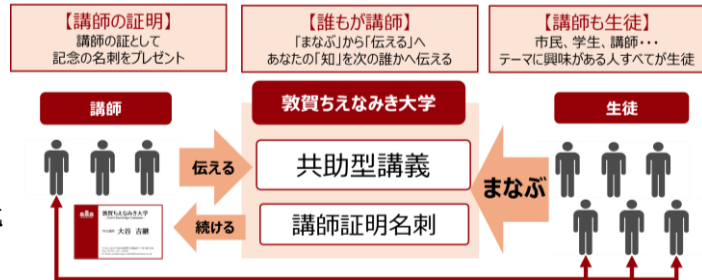 【講師の証明】
講師の証として
記念の名刺をプレゼント
【誰もが講師】
「まなぶ」から「伝える」へ
あなたの「知」を次の誰かへ伝える
【講師も生徒】
市民、学生、講師・・・
テーマに興味がある人すべてが生徒
講師
敦賀ちえなみき大学
生徒
伝える
共助型講義
まなぶ
続ける
講師証明名刺
敦賀ちえなみき大学
大谷 吉継